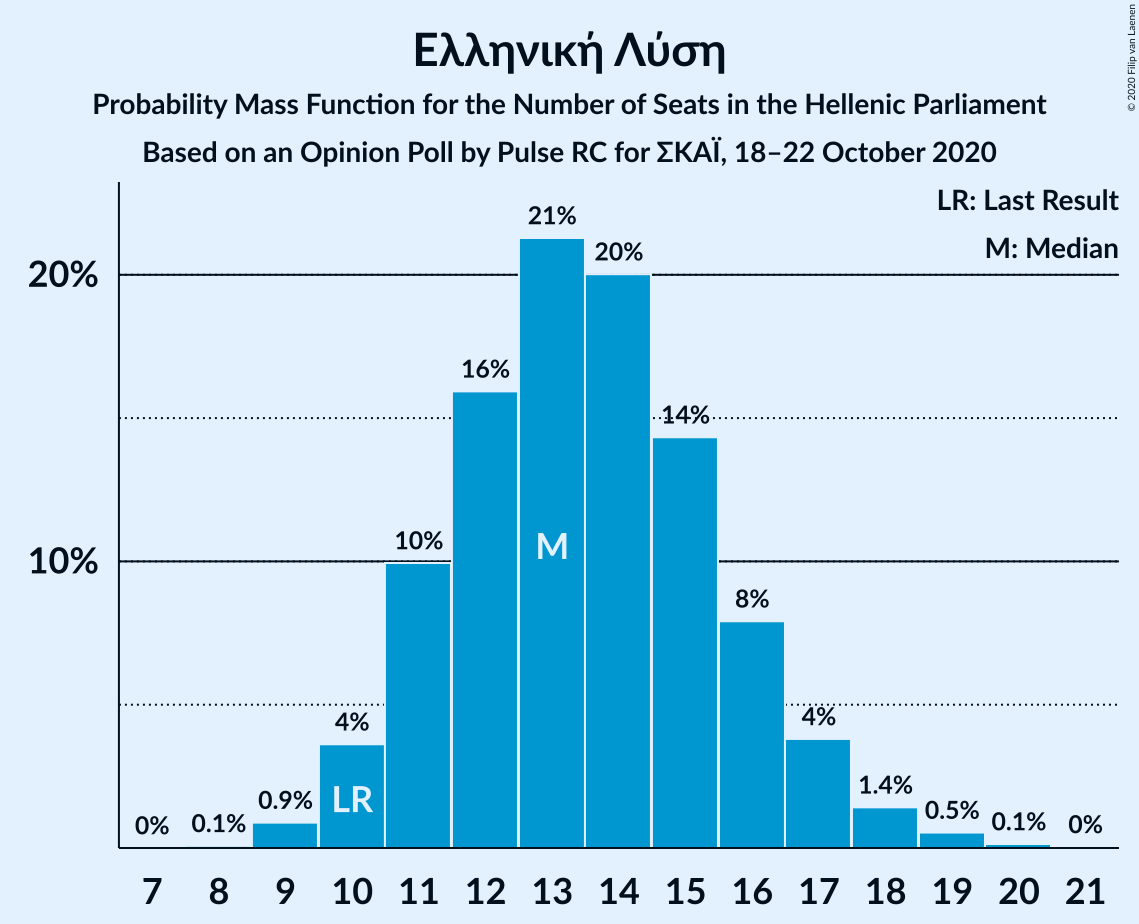 © 2020 Filip van Laenen
Ελληνική Λύση
Probability Mass Function for the Number of Seats in the Hellenic Parliament
Based on an Opinion Poll by Pulse RC for ΣΚΑΪ, 18–22 October 2020
LR: Last Result
M: Median
20%
10%
0% 0.1% 0.9% 4% 10% 16% 21% 20% 14% 8% 4% 1.4% 0.5% 0.1% 0%
LR M
7 8 9 10 11 12 13 14 15 16 17 18 19 20 21